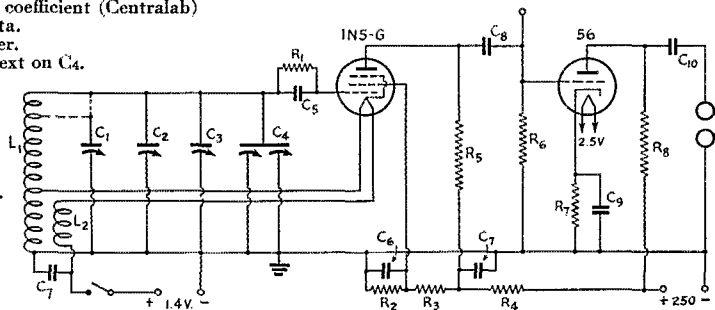 coefficient (Centralab)
ta.
er.
ext on C4.
1N5-G
56
R1
C5
C8
C10
L1
C1
C2
C3
C4
R5
R6
2.5V
R8
L2
R7
C9
C6
C7
C7
R2
R3
R4
+ 1.4V. -
+ 250 -